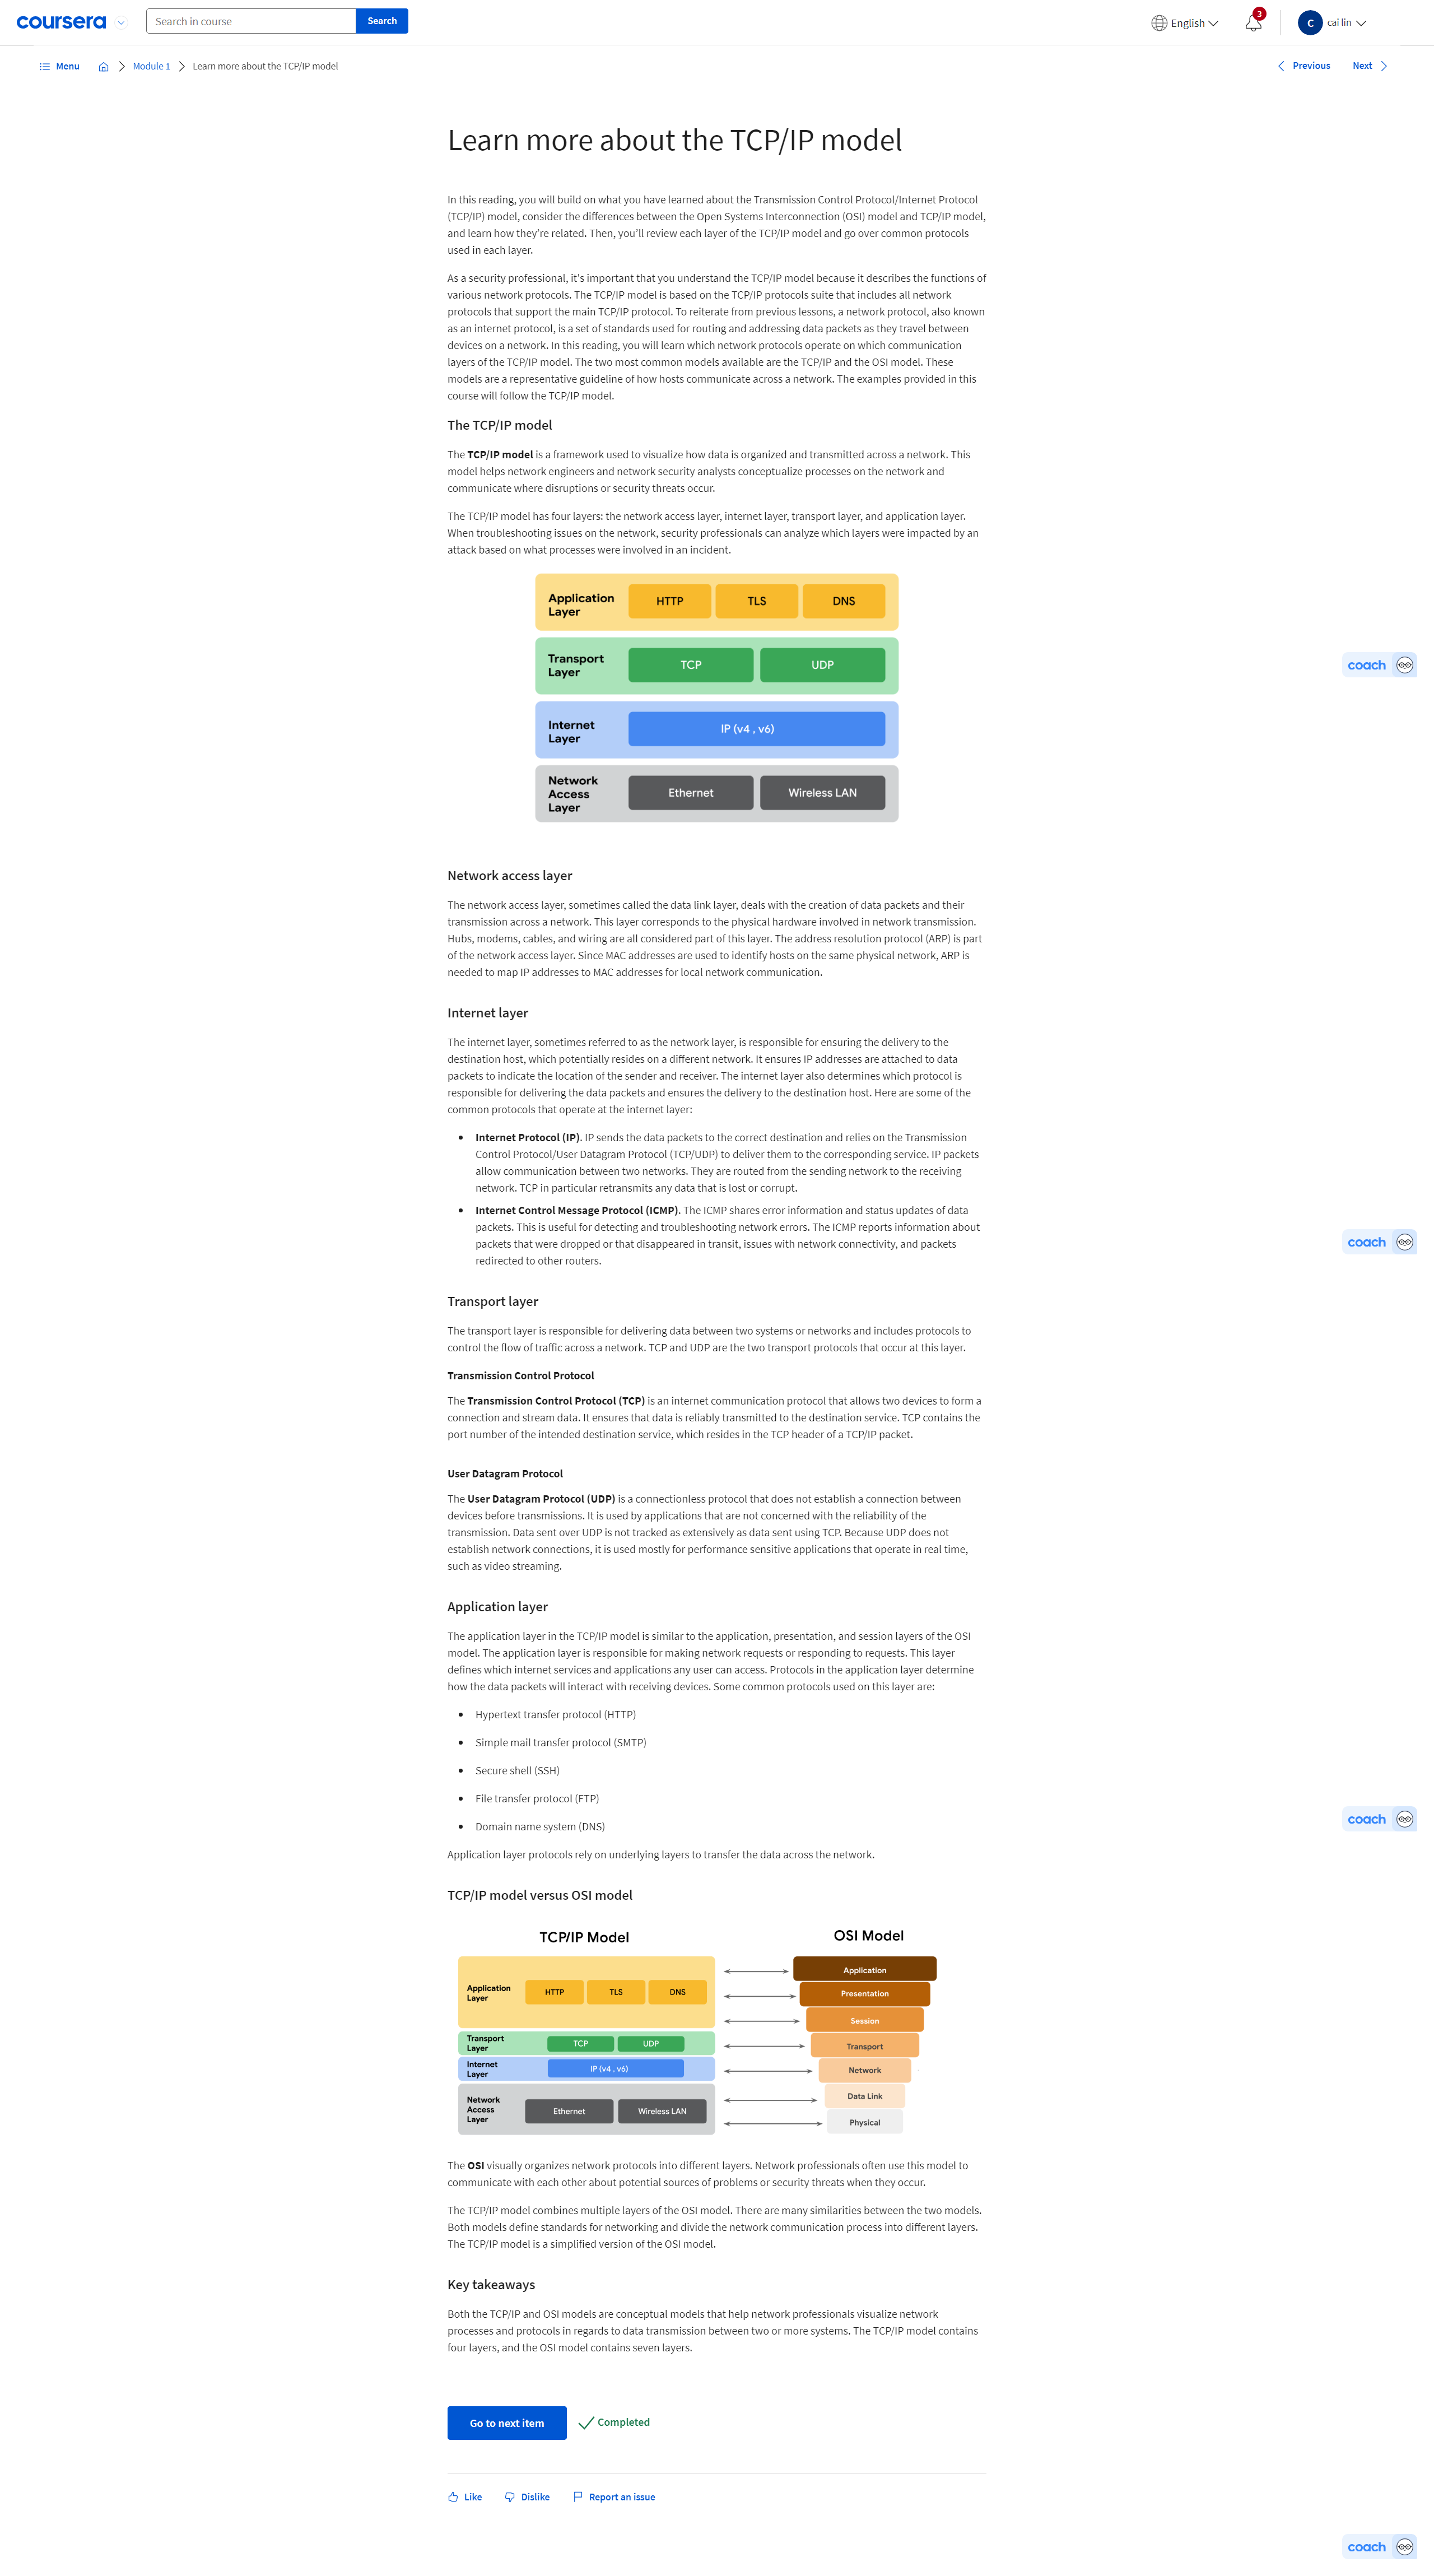 coursera
Search in course
Search
English
3
C
cai lin
Menu
Module 1
Learn more about the TCP/IP model
Previous
Next
Learn more about the TCP/IP model
In this reading, you will build on what you have learned about the Transmission Control Protocol/Internet Protocol
(TCP/IP) model, consider the differences between the Open Systems Interconnection (OSI) model and TCP/IP model,
and learn how they're related. Then, you'll review each layer of the TCP/IP model and go over common protocols
used in each layer.
As a security professional, it's important that you understand the TCP/IP model because it describes the functions of
various network protocols. The TCP/IP model is based on the TCP/IP protocols suite that includes all network
protocols that support the main TCP/IP protocol. To reiterate from previous lessons, a network protocol, also known
as an internet protocol, is a set of standards used for routing and addressing data packets as they travel between
devices on a network. In this reading, you will learn which network protocols operate on which communication
layers of the TCP/IP model. The two most common models available are the TCP/IP and the OSI model. These
models are a representative guideline of how hosts communicate across a network. The examples provided in this
course will follow the TCP/IP model.
The TCP/IP model
The TCP/IP model is a framework used to visualize how data is organized and transmitted across a network. This
model helps network engineers and network security analysts conceptualize processes on the network and
communicate where disruptions or security threats occur.
The TCP/IP model has four layers: the network access layer, internet layer, transport layer, and application layer.
When troubleshooting issues on the network, security professionals can analyze which layers were impacted by an
attack based on what processes were involved in an incident.
Application
Layer
HTTP
TLS
DNS
Transport
Layer
TCP
UDP
coach
Internet
Layer
IP (v4 , v6)
Network
Access
Layer
Ethernet
Wireless LAN
Network access layer
The network access layer, sometimes called the data link layer, deals with the creation of data packets and their
transmission across a network. This layer corresponds to the physical hardware involved in network transmission.
Hubs, modems, cables, and wiring are all considered part of this layer. The address resolution protocol (ARP) is part
of the network access layer. Since MAC addresses are used to identify hosts on the same physical network, ARP is
needed to map IP addresses to MAC addresses for local network communication.
Internet layer
The internet layer, sometimes referred to as the network layer, is responsible for ensuring the delivery to the
destination host, which potentially resides on a different network. It ensures IP addresses are attached to data
packets to indicate the location of the sender and receiver. The internet layer also determines which protocol is
responsible for delivering the data packets and ensures the delivery to the destination host. Here are some of the
common protocols that operate at the internet layer:
Internet Protocol (IP). IP sends the data packets to the correct destination and relies on the Transmission
Control Protocol/User Datagram Protocol (TCP/UDP) to deliver them to the corresponding service. IP packets
allow communication between two networks. They are routed from the sending network to the receiving
network. TCP in particular retransmits any data that is lost or corrupt.
Internet Control Message Protocol (ICMP). The ICMP shares error information and status updates of data
packets. This is useful for detecting and troubleshooting network errors. The ICMP reports information about
packets that were dropped or that disappeared in transit, issues with network connectivity, and packets
redirected to other routers.
coach
Transport layer
The transport layer is responsible for delivering data between two systems or networks and includes protocols to
control the flow of traffic across a network. TCP and UDP are the two transport protocols that occur at this layer.
Transmission Control Protocol
The Transmission Control Protocol (TCP) is an internet communication protocol that allows two devices to form a
connection and stream data. It ensures that data is reliably transmitted to the destination service. TCP contains the
port number of the intended destination service, which resides in the TCP header of a TCP/IP packet.
User Datagram Protocol
The User Datagram Protocol (UDP) is a connectionless protocol that does not establish a connection between
devices before transmissions. It is used by applications that are not concerned with the reliability of the
transmission. Data sent over UDP is not tracked as extensively as data sent using TCP. Because UDP does not
establish network connections, it is used mostly for performance sensitive applications that operate in real time,
such as video streaming.
Application layer
The application layer in the TCP/IP model is similar to the application, presentation, and session layers of the OSI
model. The application layer is responsible for making network requests or responding to requests. This layer
defines which internet services and applications any user can access. Protocols in the application layer determine
how the data packets will interact with receiving devices. Some common protocols used on this layer are:
Hypertext transfer protocol (HTTP)
Simple mail transfer protocol (SMTP)
Secure shell (SSH)
File transfer protocol (FTP)
Domain name system (DNS)
coach
Application layer protocols rely on underlying layers to transfer the data across the network.
TCP/IP model versus OSI model
TCP/IP Model
OSI Model
Application
Layer
HTTP
TLS
DNS
Transport
Layer
TCP
UDP
Internet
Layer
IP (v4 , v6)
Network
Access
Layer
Ethernet
Wireless LAN
Application
Presentation
Session
Transport
Network
Data Link
Physical
The OSI visually organizes network protocols into different layers. Network professionals often use this model to
communicate with each other about potential sources of problems or security threats when they occur.
The TCP/IP model combines multiple layers of the OSI model. There are many similarities between the two models.
Both models define standards for networking and divide the network communication process into different layers.
The TCP/IP model is a simplified version of the OSI model.
Key takeaways
Both the TCP/IP and OSI models are conceptual models that help network professionals visualize network
processes and protocols in regards to data transmission between two or more systems. The TCP/IP model contains
four layers, and the OSI model contains seven layers.
Go to next item
Completed
Like
Dislike
Report an issue
coach